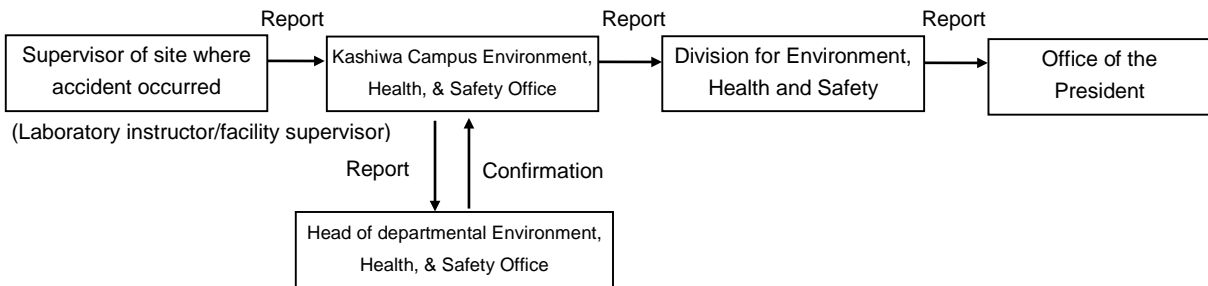 Report
Report
Report
Supervisor of site where
accident occurred
Kashiwa Campus Environment,
Health, & Safety Office
Division for Environment,
Health and Safety
Office of the
President
(Laboratory instructor/facility supervisor)
Report
Confirmation
Head of departmental Environment,
Health, & Safety Office